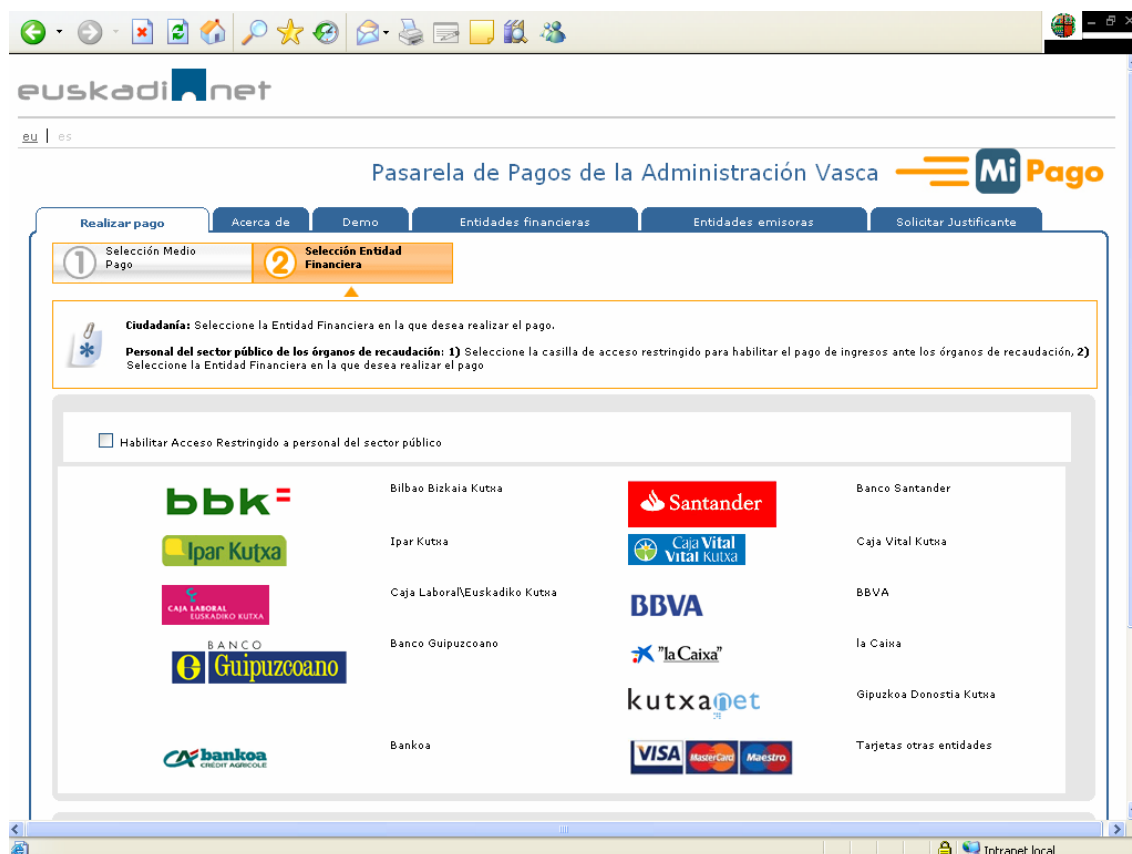 euskadi net
eu | es
Pasarela de Pagos de la Administración Vasca
Mi Pago
Realizar pago
Acerca de
Demo
Entidades financieras
Entidades emisoras
Solicitar Justificante
1 Selección Medio
Pago
2 Selección Entidad
Financiera
Ciudadanía: Seleccione la Entidad Financiera en la que desea realizar el pago.
Personal del sector público de los órganos de recaudación: 1) Seleccione la casilla de acceso restringido para habilitar el pago de ingresos ante los órganos de recaudación, 2)
Seleccione la Entidad Financiera en la que desea realizar el pago
Habilitar Acceso Restringido a personal del sector público
bbk=
Bilbao Bizkaia Kutxa
Santander
Banco Santander
Ipar Kutxa
Ipar Kutxa
Caja Vital
Vital Kutxa
Caja Vital Kutxa
CAJA LABORAL
EUSKADIKO KUTXA
Caja Laboral\Euskadiko Kutxa
BBVA
BBVA
BANCO
Guipuzcoano
Banco Guipuzcoano
"la Caixa"
la Caixa
kutxanet
Gipuzkoa Donostia Kutxa
CA bankoa
CRÉDIT AGRICOLE
Bankoa
VISA MasterCard Maestro
Tarjetas otras entidades
Intranet local